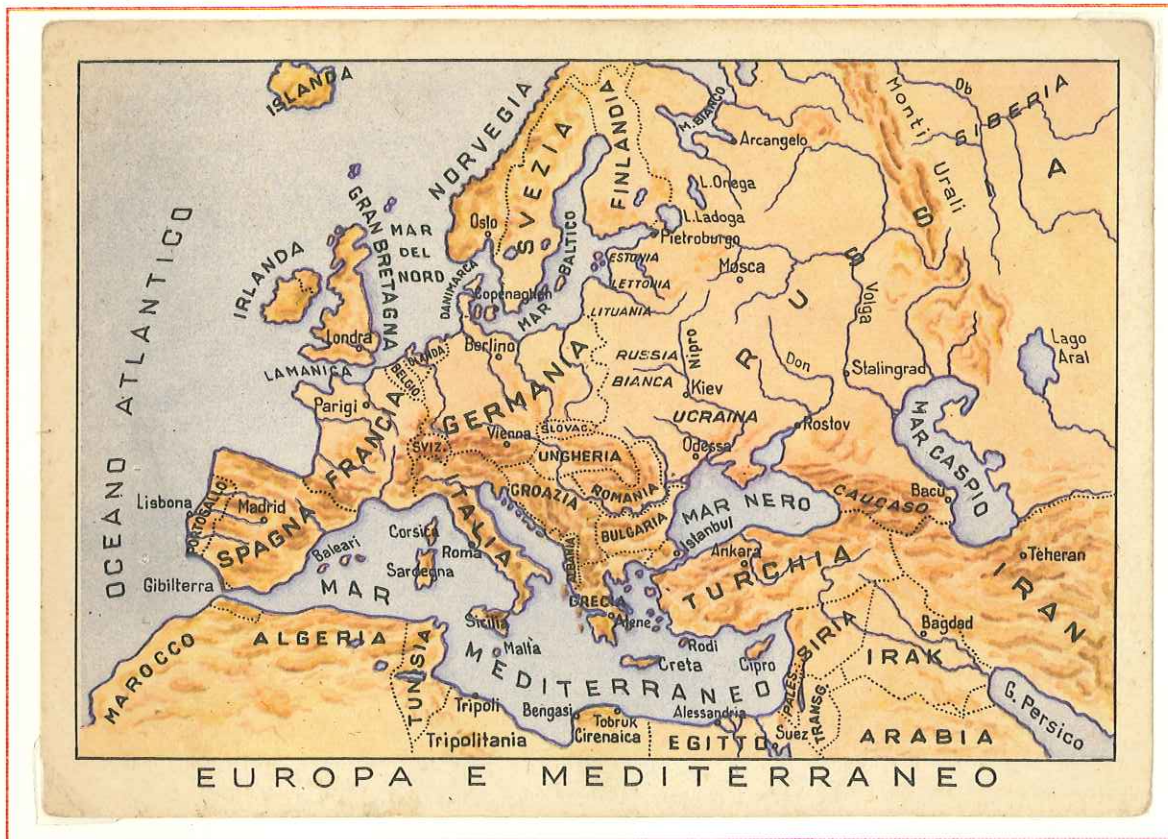 ISLANDA
NORVEGIA
SVEZIA
FINLANDIA
M. BIARCO
Arcangelo
Monti
Urali
Ob
SIBERIA
L. Onega
L. Ladoga
Pietroburgo
OCEANO ATLANTICO
IRLANDA
GRAN
BRETAGNA
MAR
DEL
NORD
Oslo
MAR
BALTICO
DANIMARCA
Copenaghen
ESTONIA
LETTONIA
LITUANIA
Mosca
U R S S A
Volga
Lago
Aral
Londra
LA MANICA
OLANDA
BELGIO
Berlino
GERMANIA
RUSSIA
BIANCA
Nipro
Don
Stalingrad
Kiev
UCRAINA
Parigi
FRANCIA
SVIZ.
Vienna
SLOVAC.
UNGHERIA
Odessa
Rostov
MAR CASPIO
CROAZIA
ROMANIA
BULGARIA
MAR NERO
CAUCASO
Bacù
Lisbona
PORTOGALLO
Madrid
SPAGNA
Gibilterra
Baleari
Corsica
Sardegna
ITALIA
Roma
ALBANIA
GRECIA
Atene
Istanbul
Ankara
TURCHIA
Teheran
IRAN
MAR
MEDITERRANEO
Sicilia
Malta
Creta
Rodi
Cipro
SIRIA
Bagdad
IRAK
G. Persico
MAROCCO
ALGERIA
TUNISIA
Tripoli
Tripolitania
Bengasi
Tobruk
Cirenaica
Alessandria
EGITTO
Suez
PALES.
TRANSG.
ARABIA
EUROPA E MEDITERRANEO